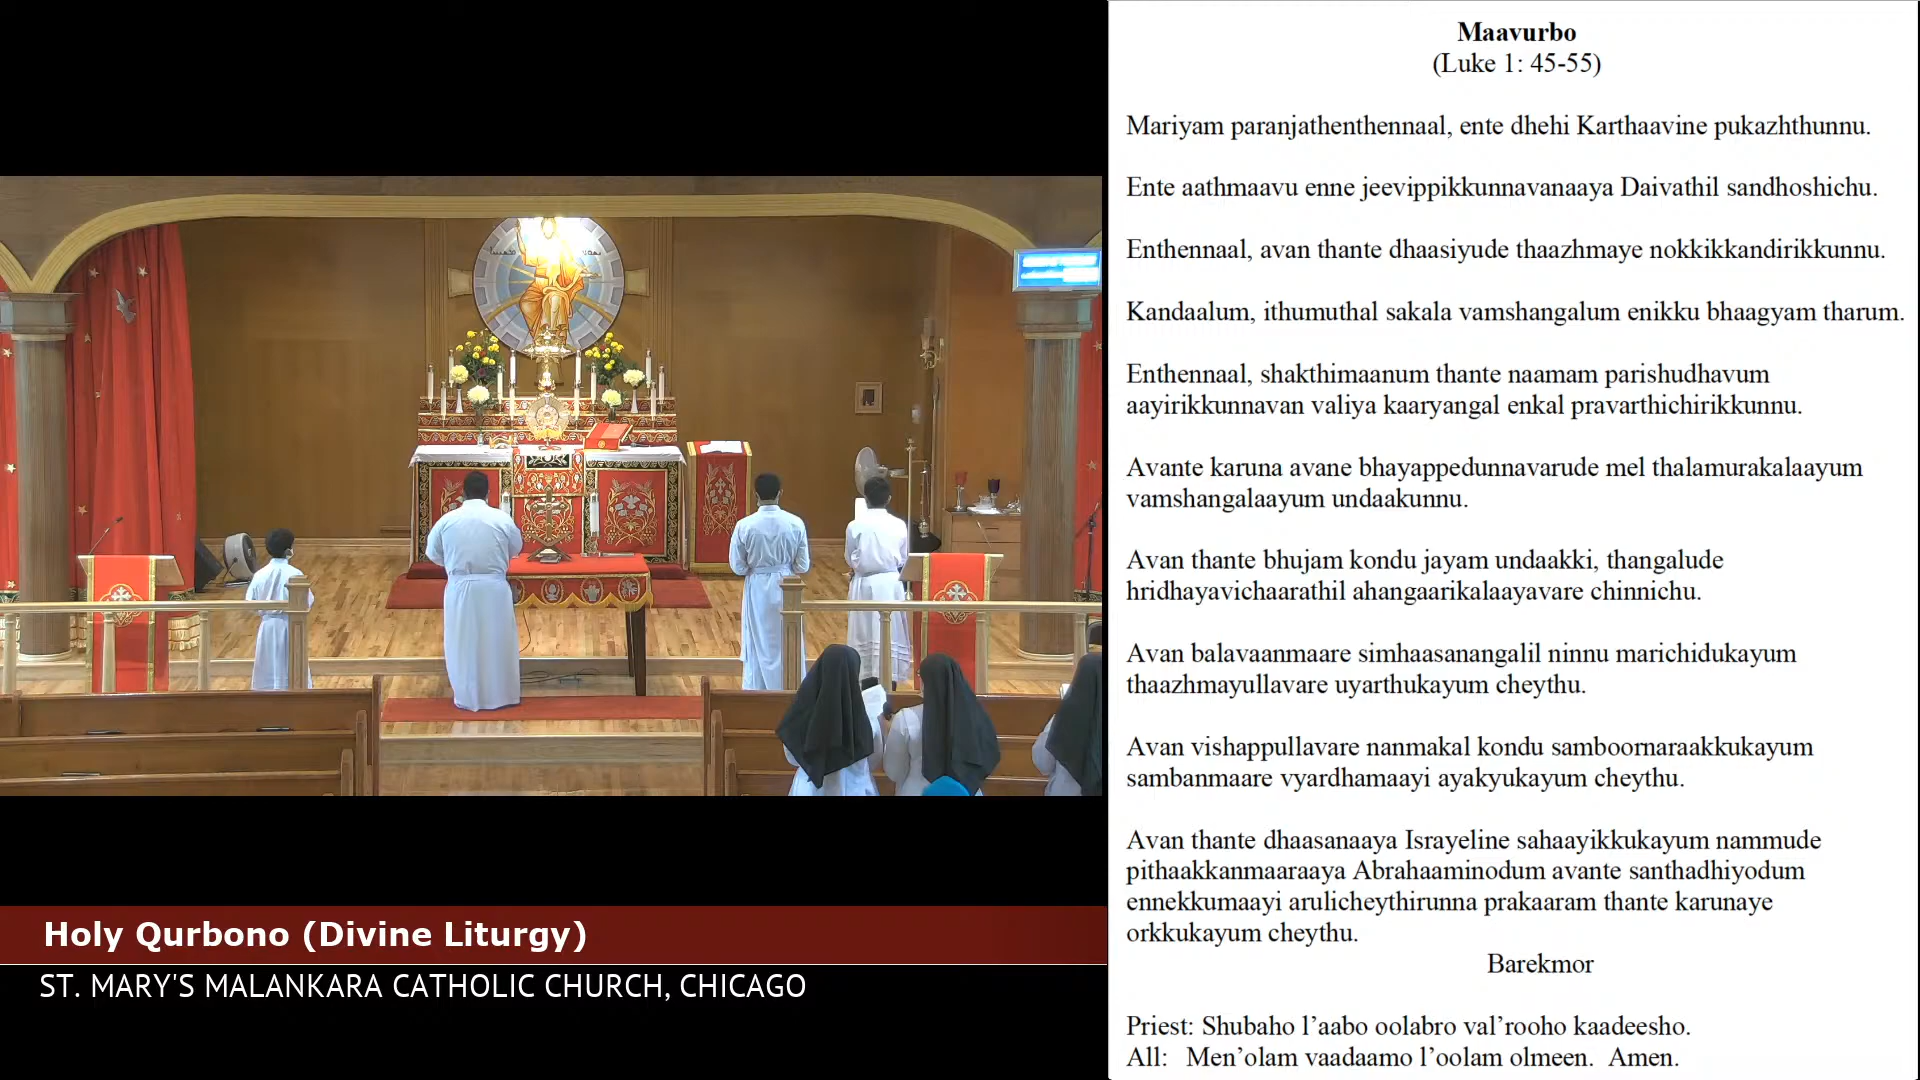 Maavurbo
(Luke 1: 45-55)
Mariyam paranjathenthennaal, ente dhehi Karthaavine pukazhthunnu.
Ente aathmaavu enne jeevippikkunnavanaaya Daivathil sandhoshichu.
Enthennaal, avan thante dhaasiyude thaazhmaye nokkikkandirikkunnu.
Kandaalum, ithumuthal sakala vamshangalum enikku bhaagyam tharum.
Enthennaal, shakthimaanum thante naamam parishudhavum
aayirikkunnavan valiya kaaryangal enkal pravarthichirikkunnu.
Avante karuna avane bhayappedunnavarude mel thalamurakalaayum
vamshangalaayum undaakunnu.
Avan thante bhujam kondu jayam undaakki, thangalude
hridhayavichaarathil ahangaarikalaayavare chinnichu.
Avan balavaanmaare simhaasanangalil ninnu marichidukayum
thaazhmayullavare uyarthukayum cheythu.
Avan vishappullavare nanmakal kondu samboornaraakkukayum
sambanmaare vyardhamaayi ayakyukayum cheythu.
Avan thante dhaasanaaya Israyeline sahaayikkukayum nammude
pithaakkanmaaraaya Abrahaaminodum avante santhadhiyodum
ennekkumaayi arulicheythirunna prakaaram thante karunaye
orkkukayum cheythu.
Barekmor
Priest: Shubaho l’aabo oolabro val’rooho kaadeesho.
All: Men’olam vaadaamo l’oolam olmeen. Amen.
Holy Qurbono (Divine Liturgy)
ST. MARY'S MALANKARA CATHOLIC CHURCH, CHICAGO